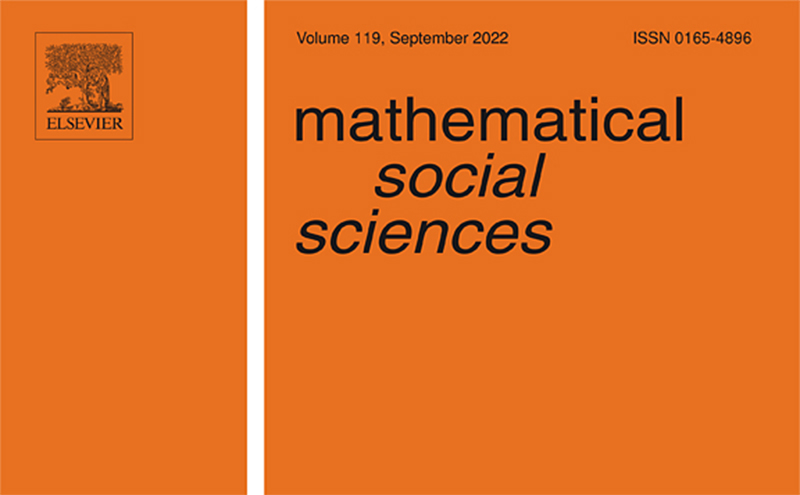 ELSEVIER
Volume 119, September 2022 ISSN 0165-4896
mathematical
social
sciences